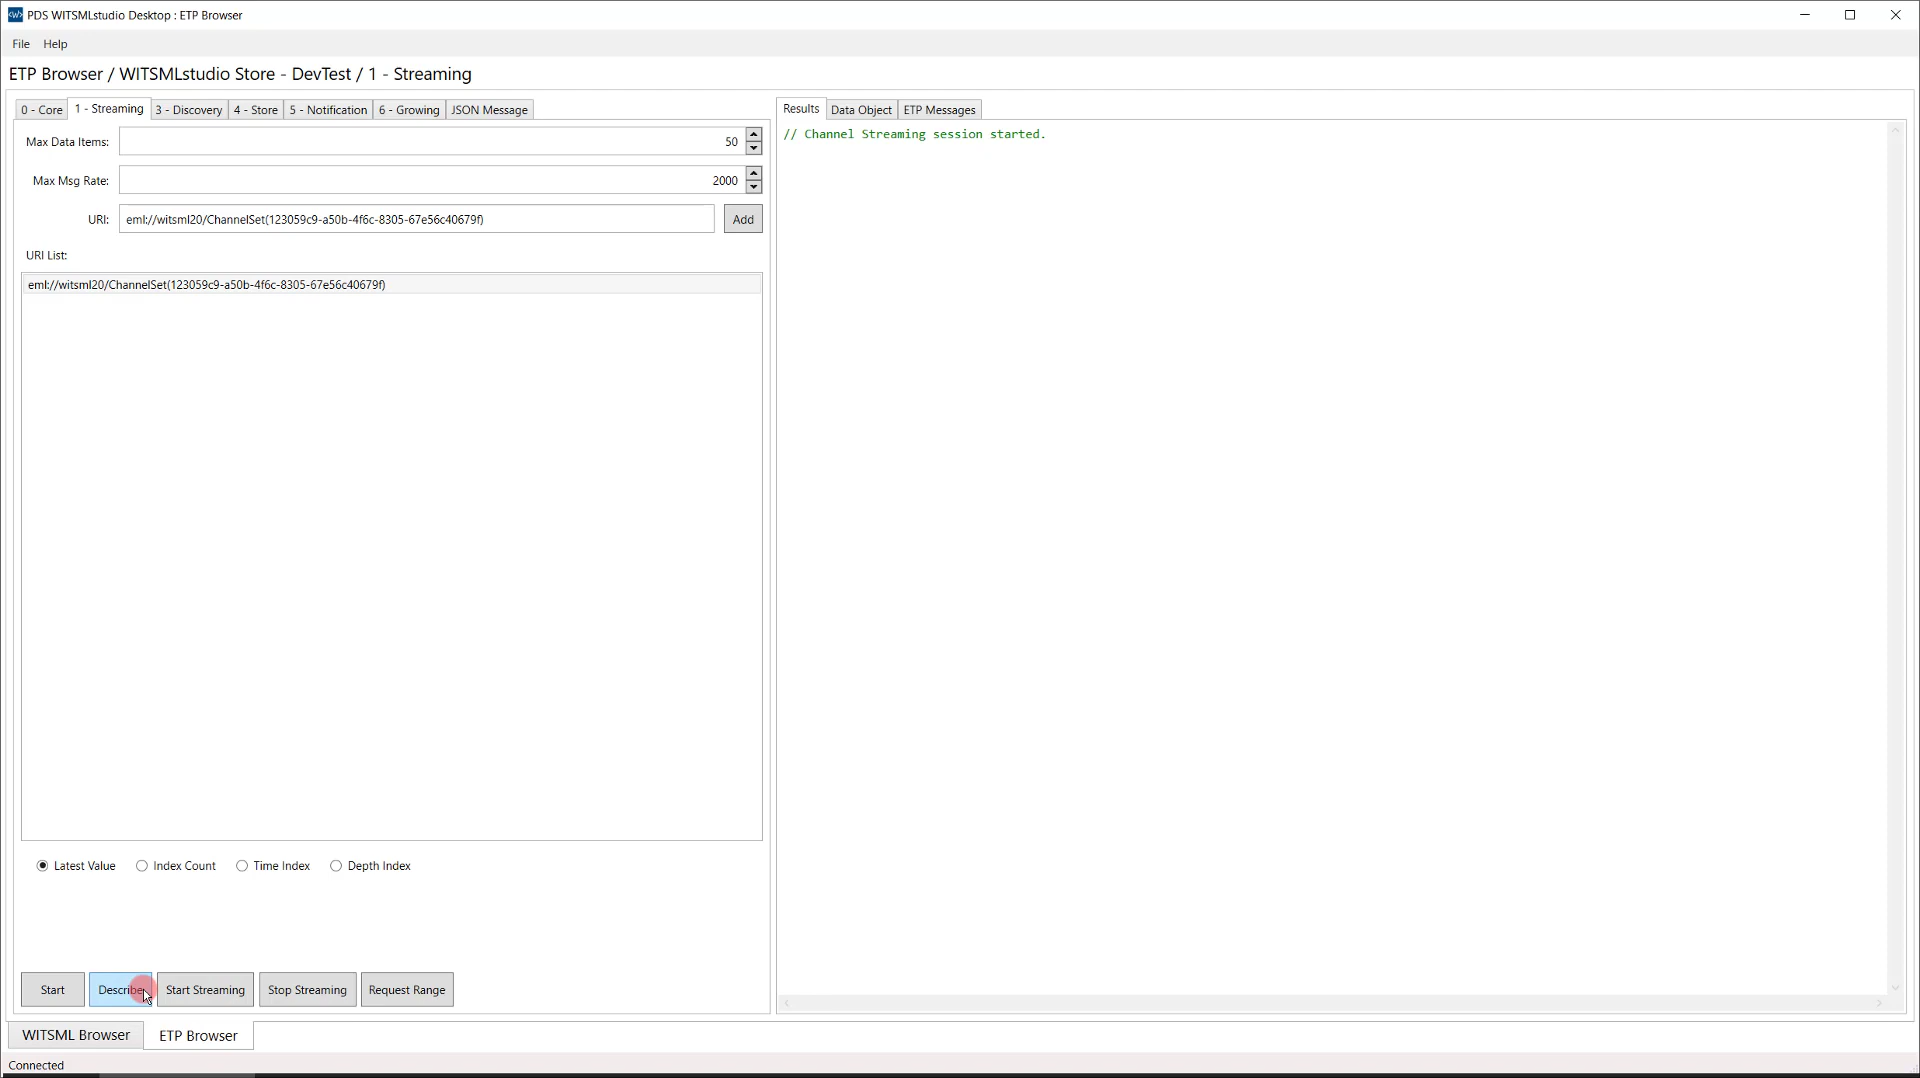 PDS WITSMLstudio Desktop : ETP Browser
File Help
ETP Browser / WITSMLstudio Store - DevTest / 1 - Streaming
0 - Core 1 - Streaming 3 - Discovery 4 - Store 5 - Notification 6 - Growing JSON Message
Max Data Items: 50
Max Msg Rate: 2000
URI: eml://witsml20/ChannelSet(123059c9-a50b-4f6c-8305-67e56c40679f) Add
URI List:
eml://witsml20/ChannelSet(123059c9-a50b-4f6c-8305-67e56c40679f)
Latest Value Index Count Time Index Depth Index
Start Describe Start Streaming Stop Streaming Request Range
Results Data Object ETP Messages
// Channel Streaming session started.
WITSML Browser ETP Browser
Connected